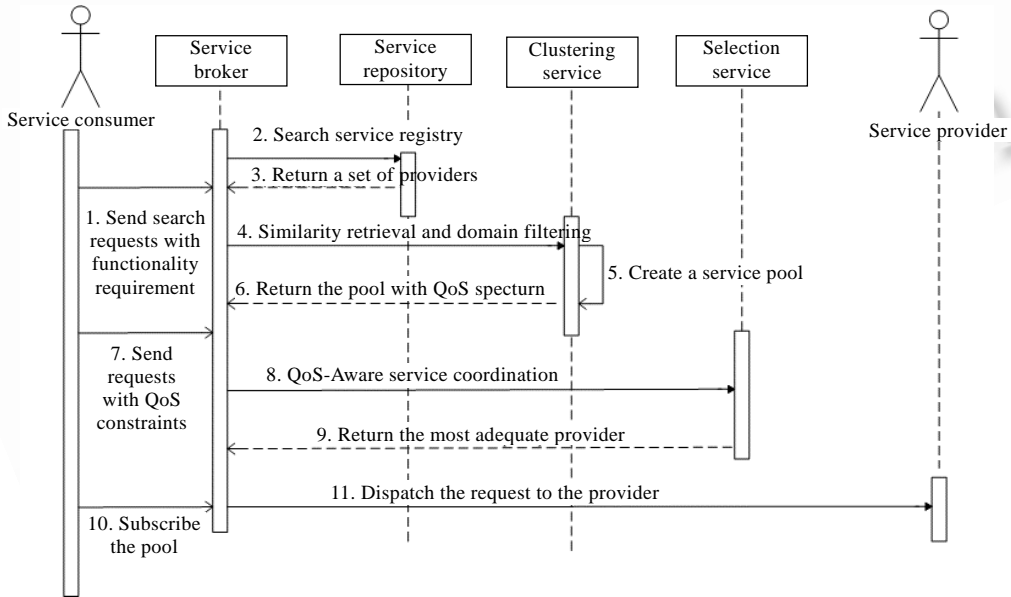 Service
broker
Service
repository
Clustering
service
Selection
service
Service consumer
Service provider
2. Search service registry
3. Return a set of providers
1. Send search
requests with
functionality
requirement
4. Similarity retrieval and domain filtering
5. Create a service pool
6. Return the pool with QoS specturn
7. Send
requests
with QoS
constraints
8. QoS-Aware service coordination
9. Return the most adequate provider
11. Dispatch the request to the provider
10. Subscribe
the pool